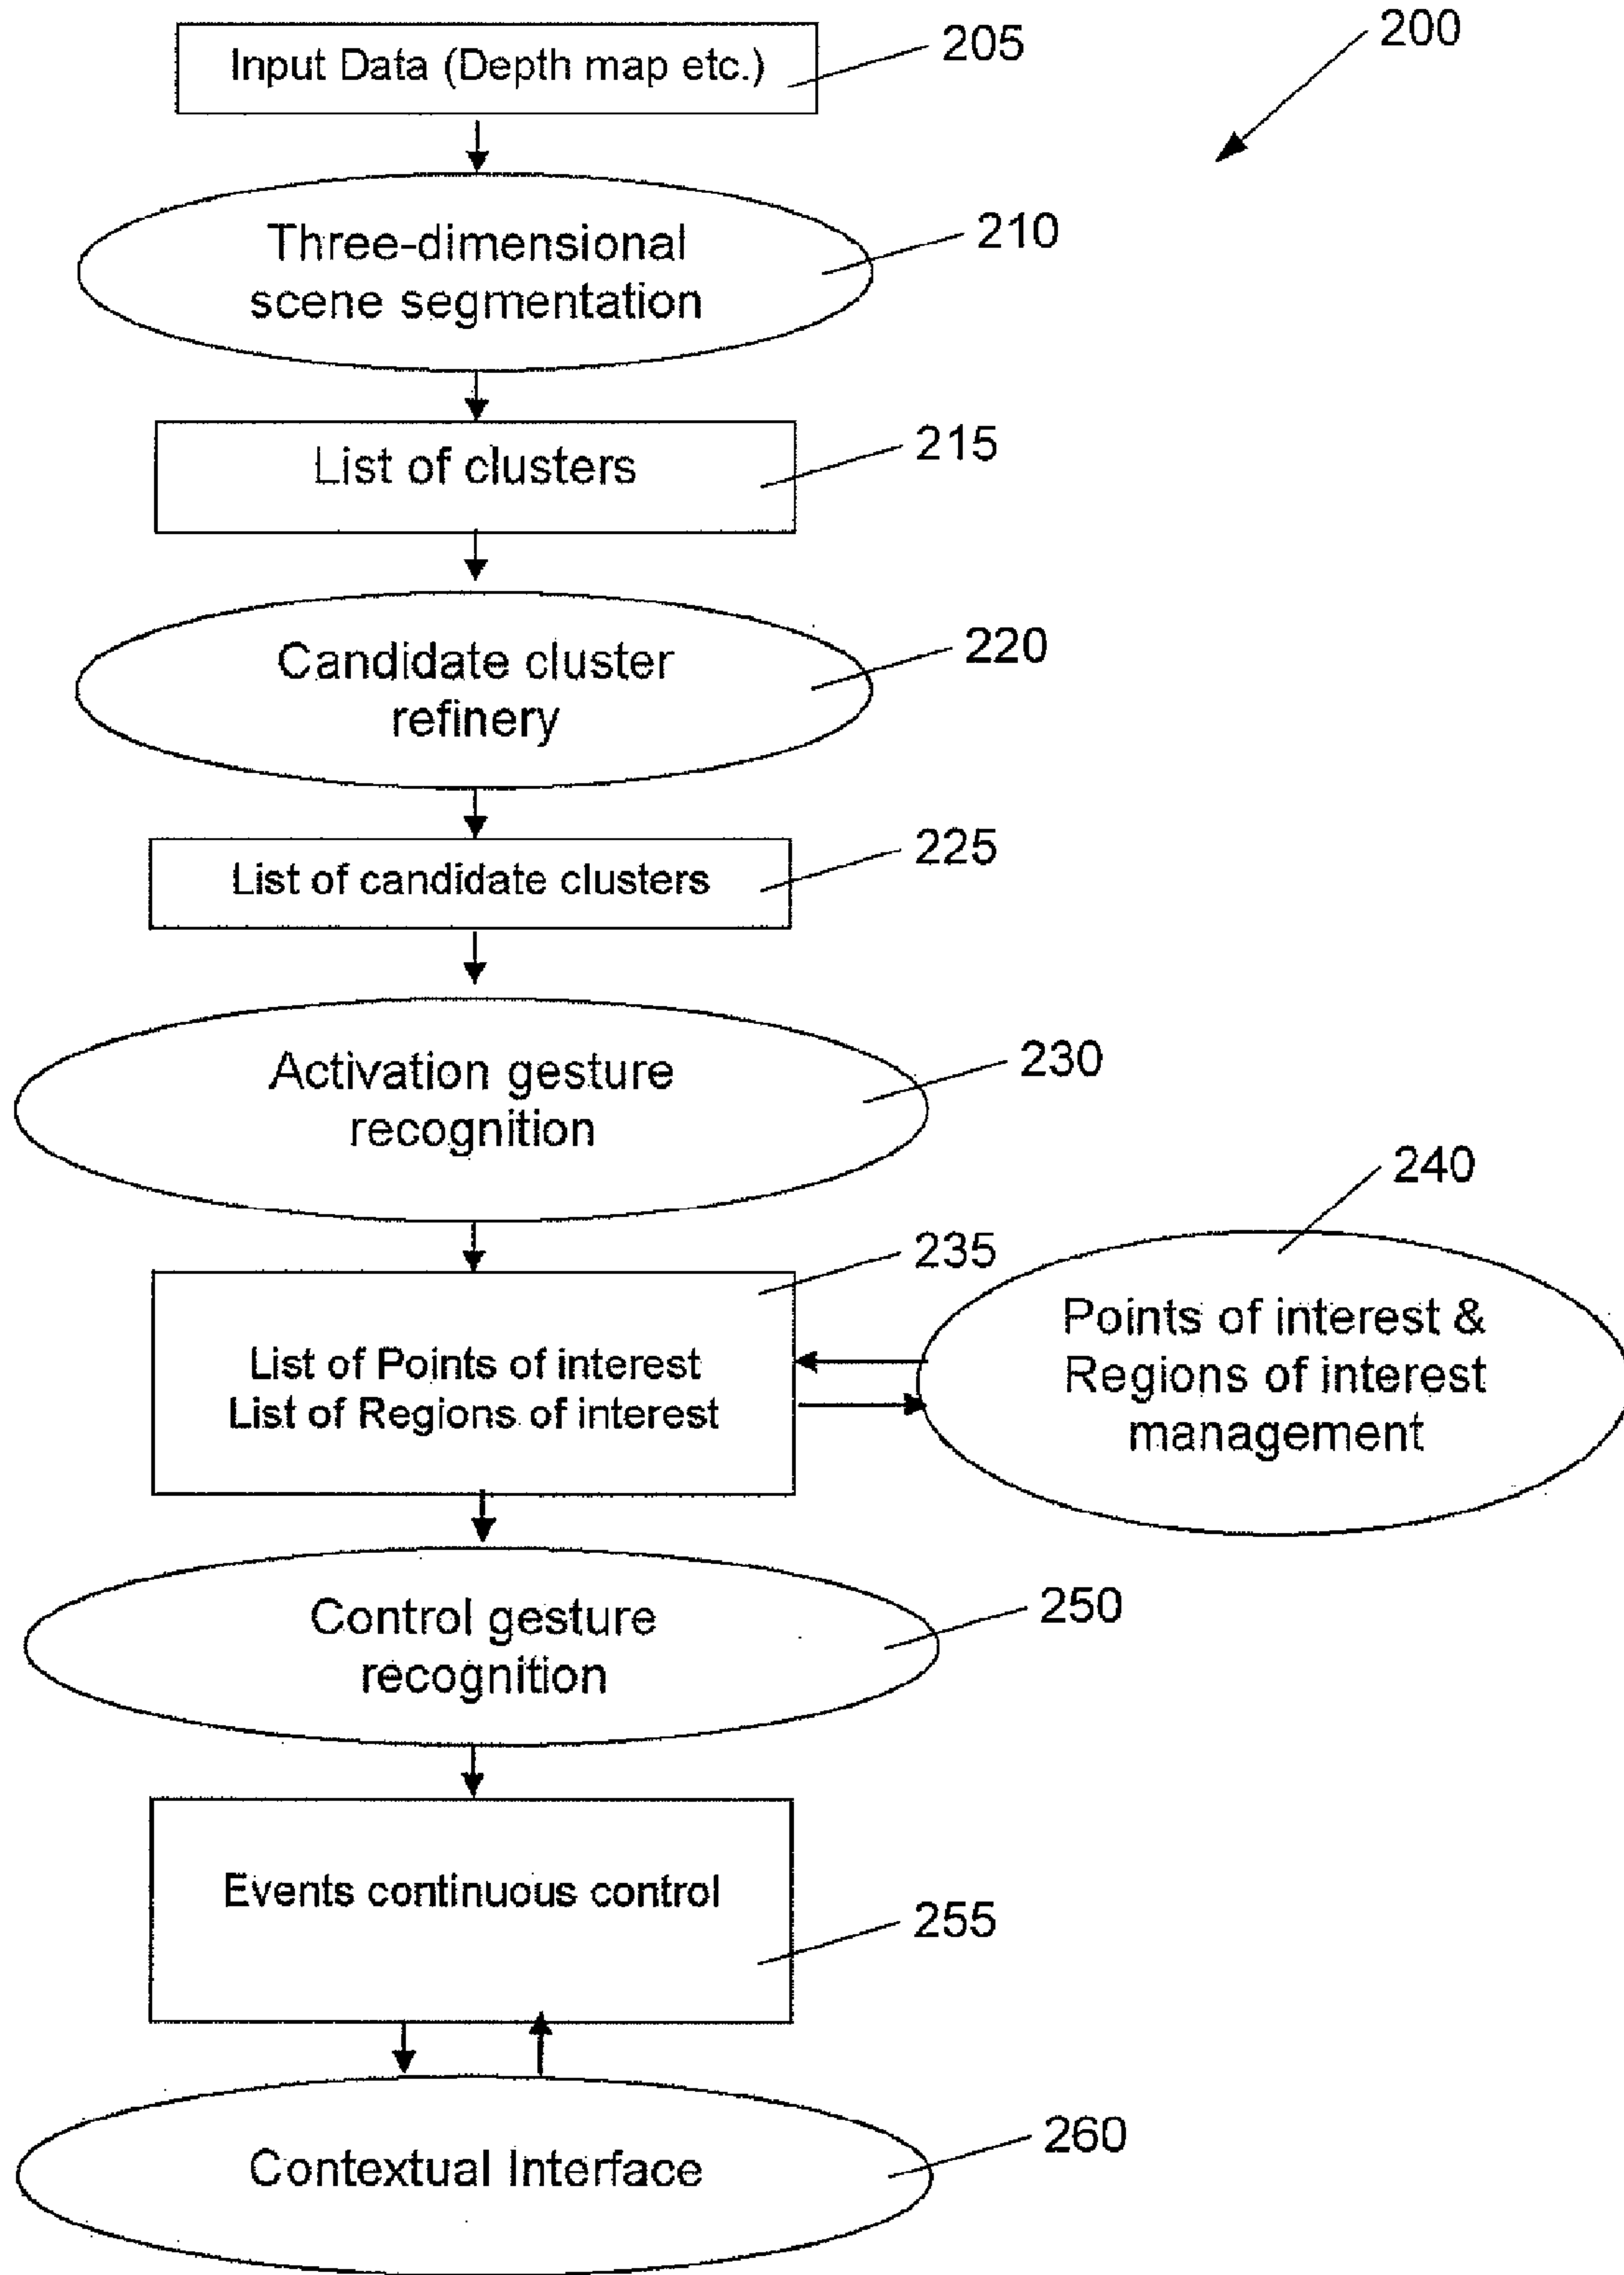 200
Input Data (Depth map etc.)
205
Three-dimensional
scene segmentation
210
List of clusters
215
Candidate cluster
refinery
220
List of candidate clusters
225
Activation gesture
recognition
230
235
List of Points of interest
List of Regions of interest
240
Points of interest &
Regions of interest
management
Control gesture
recognition
250
Events continuous control
255
Contextual Interface
260